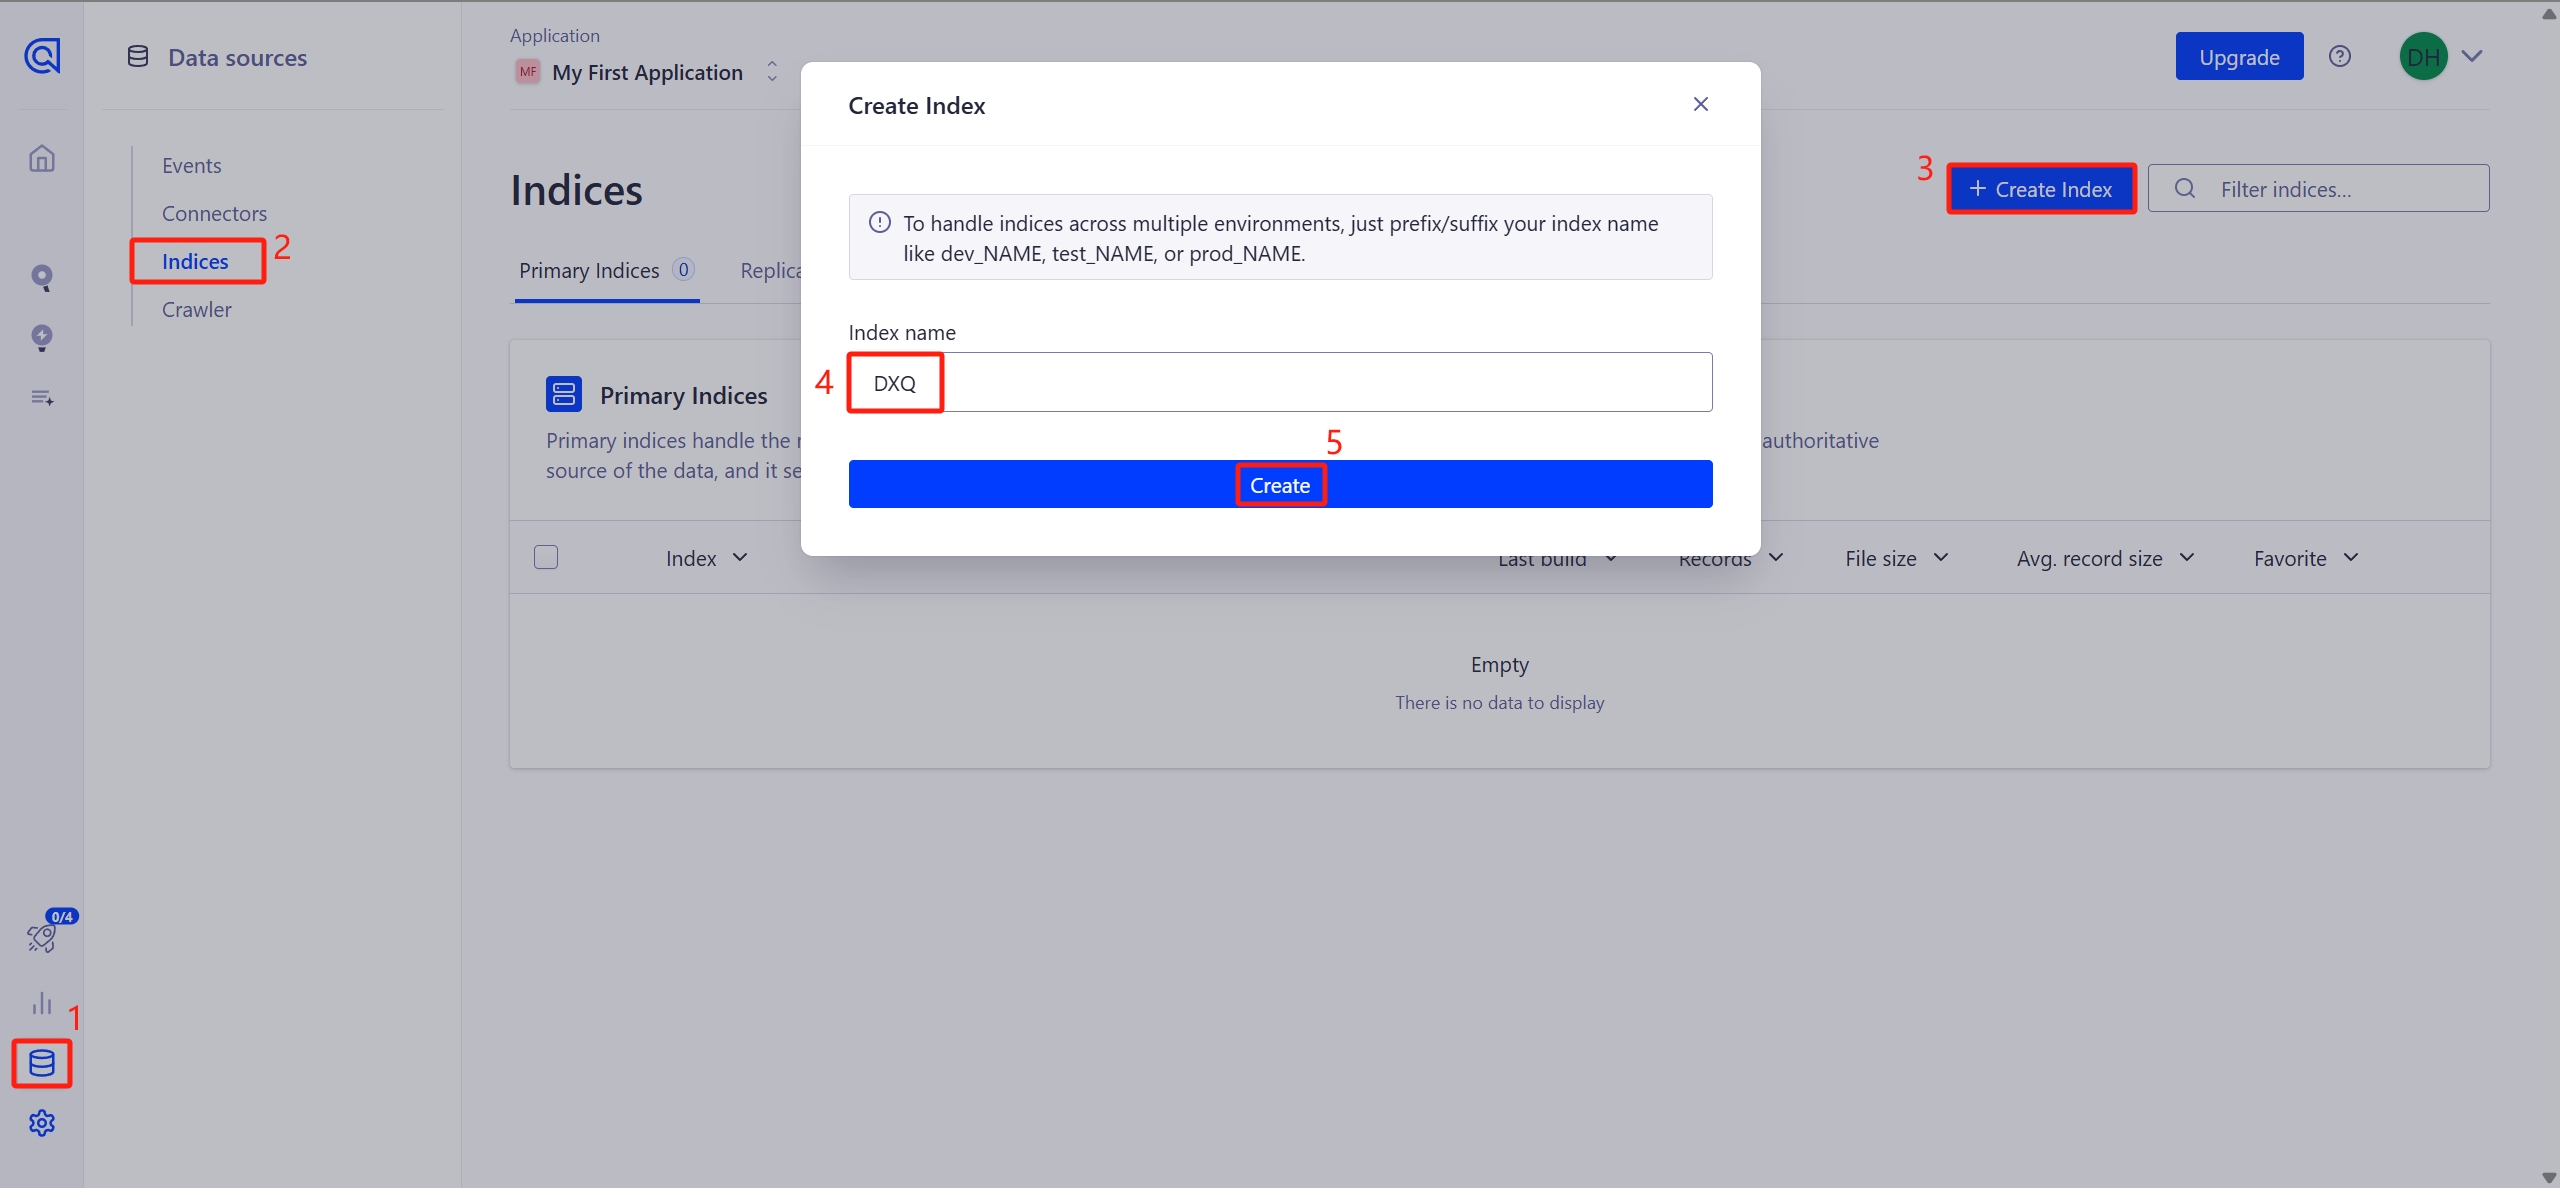 Data sources
Events
Connectors
Indices
2
Crawler
0/4
1
Application
MF My First Application
Upgrade
DH
Indices
3
+ Create Index
Filter indices...
Primary Indices 0
Replica
Primary Indices
Primary indices handle the
authoritative
source of the data, and it se
Index
Last build
Records
File size
Avg. record size
Favorite
Empty
There is no data to display
Create Index
To handle indices across multiple environments, just prefix/suffix your index name
like dev_NAME, test_NAME, or prod_NAME.
Index name
4
DXQ
5
Create